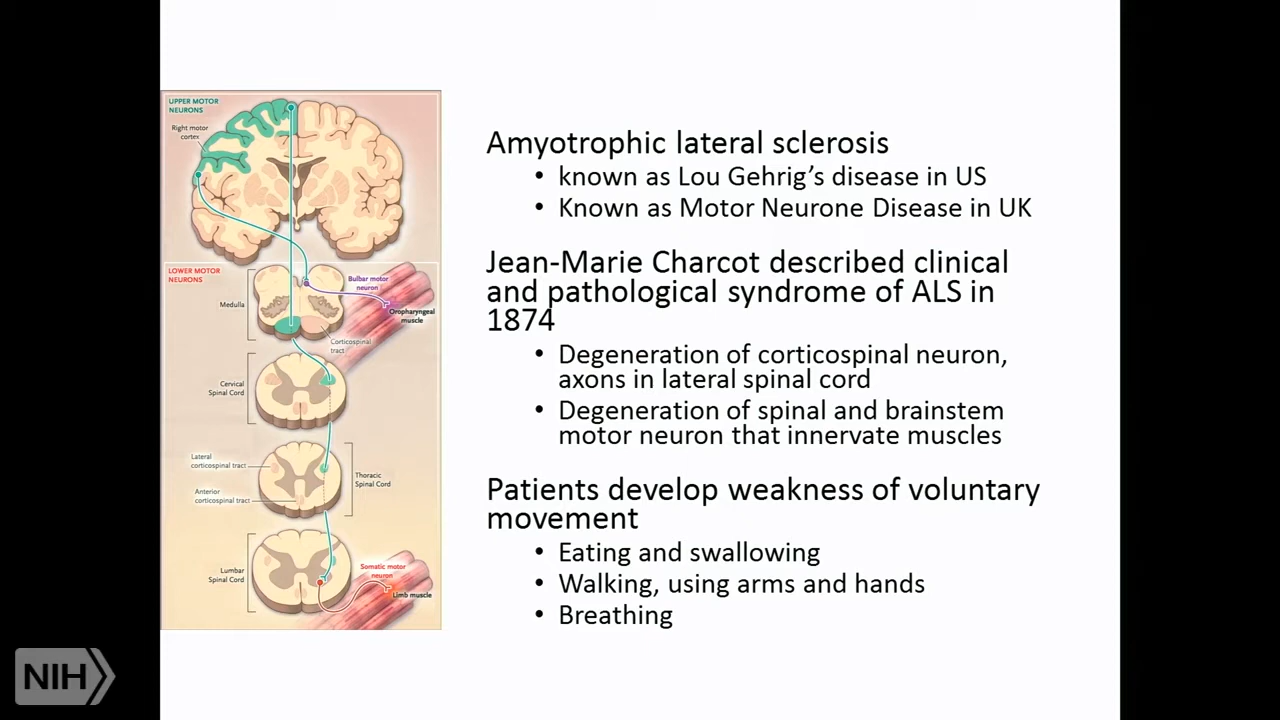 UPPER MOTOR
NEURONS
Right motor
cortex
LOWER MOTOR
NEURONS
Medulla
Bulbar motor
neuron
Oropharyngeal
muscle
Corticospinal
tract
Cervical
Spinal Cord
Lateral
corticospinal tract
Anterior
corticospinal tract
Thoracic
Spinal Cord
Lumbar
Spinal Cord
Somatic motor
neuron
Limb muscle
Amyotrophic lateral sclerosis
• known as Lou Gehrig’s disease in US
• Known as Motor Neurone Disease in UK
Jean-Marie Charcot described clinical
and pathological syndrome of ALS in
1874
• Degeneration of corticospinal neuron,
axons in lateral spinal cord
• Degeneration of spinal and brainstem
motor neuron that innervate muscles
Patients develop weakness of voluntary
movement
• Eating and swallowing
• Walking, using arms and hands
• Breathing
NIH